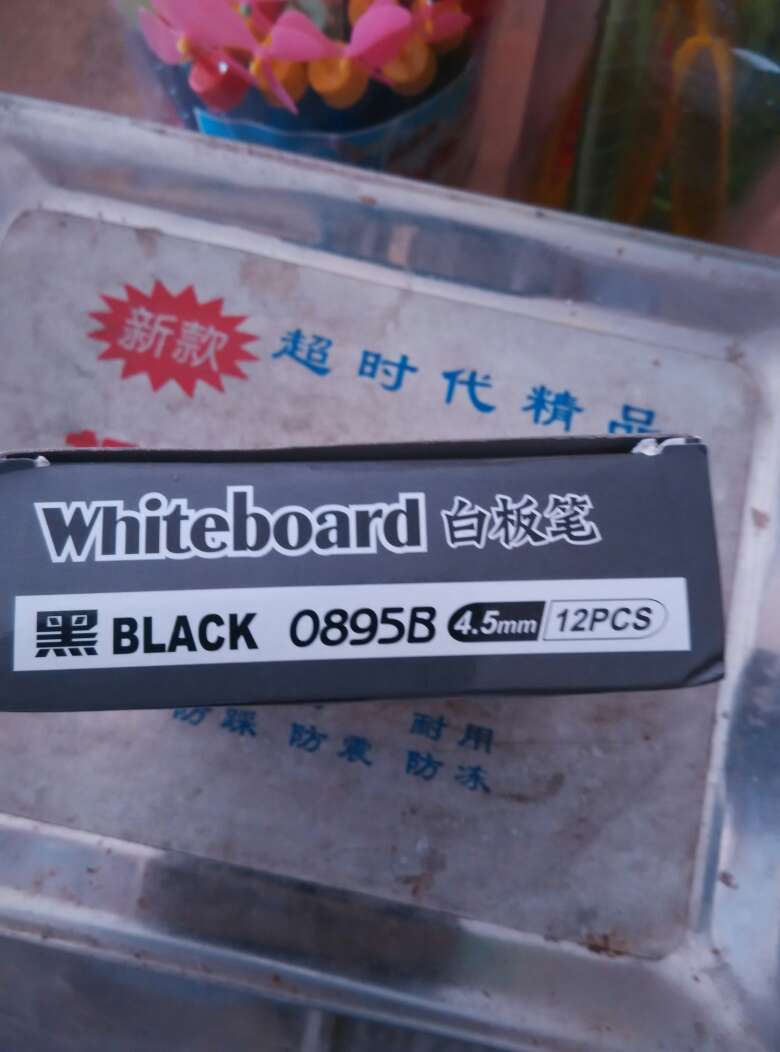 新款
超时代精品
Whiteboard 白板笔
黑 BLACK 0895B 4.5mm 12PCS
耐用
防踩 防震 防冻